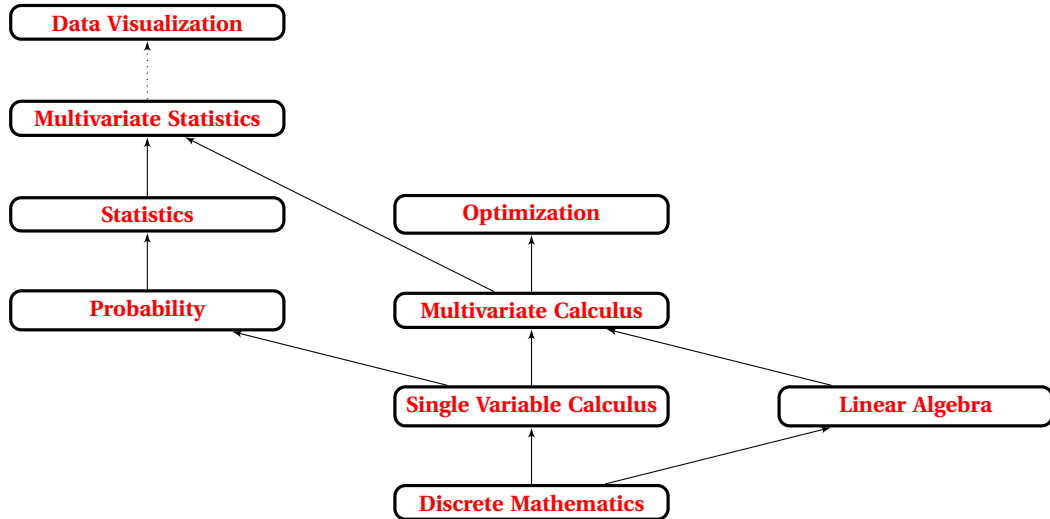 Data Visualization
Multivariate Statistics
Statistics
Optimization
Probability
Multivariate Calculus
Single Variable Calculus
Linear Algebra
Discrete Mathematics